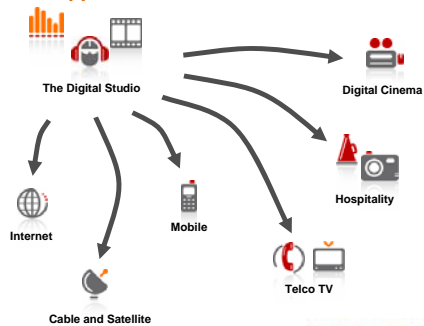 The Digital Studio
Digital Cinema
Hospitality
Mobile
Internet
Telco TV
Cable and Satellite